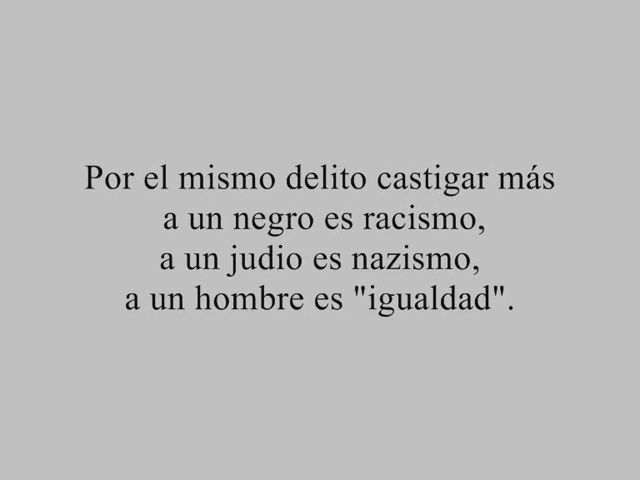 Por el mismo delito castigar más
a un negro es racismo,
a un judio es nazismo,
a un hombre es "igualdad".